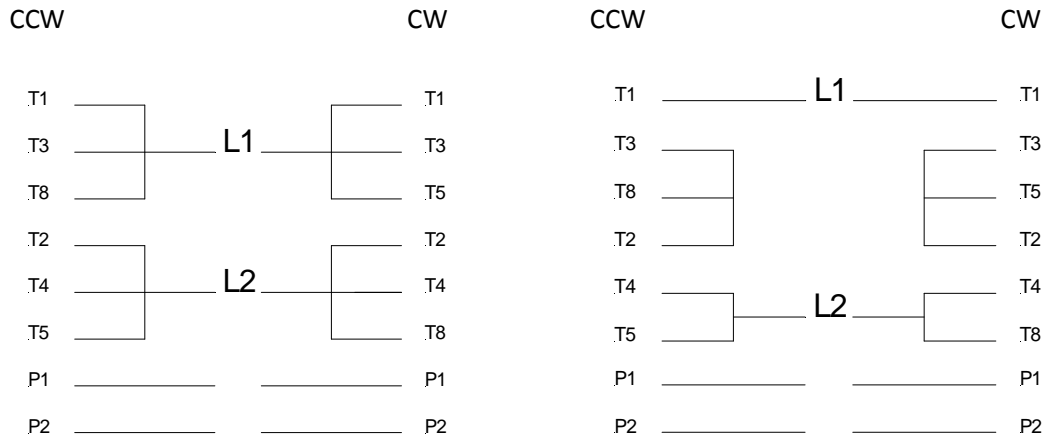 CCW CW
T1 T1
T3 L1 T3
T8 T5
T2 T2
T4 L2 T4
T5 T8
P1 P1
P2 P2
CCW CW
T1 L1 T1
T3 T3
T8 T5
T2 T2
T4 T4
L2
T5 T8
P1 P1
P2 P2